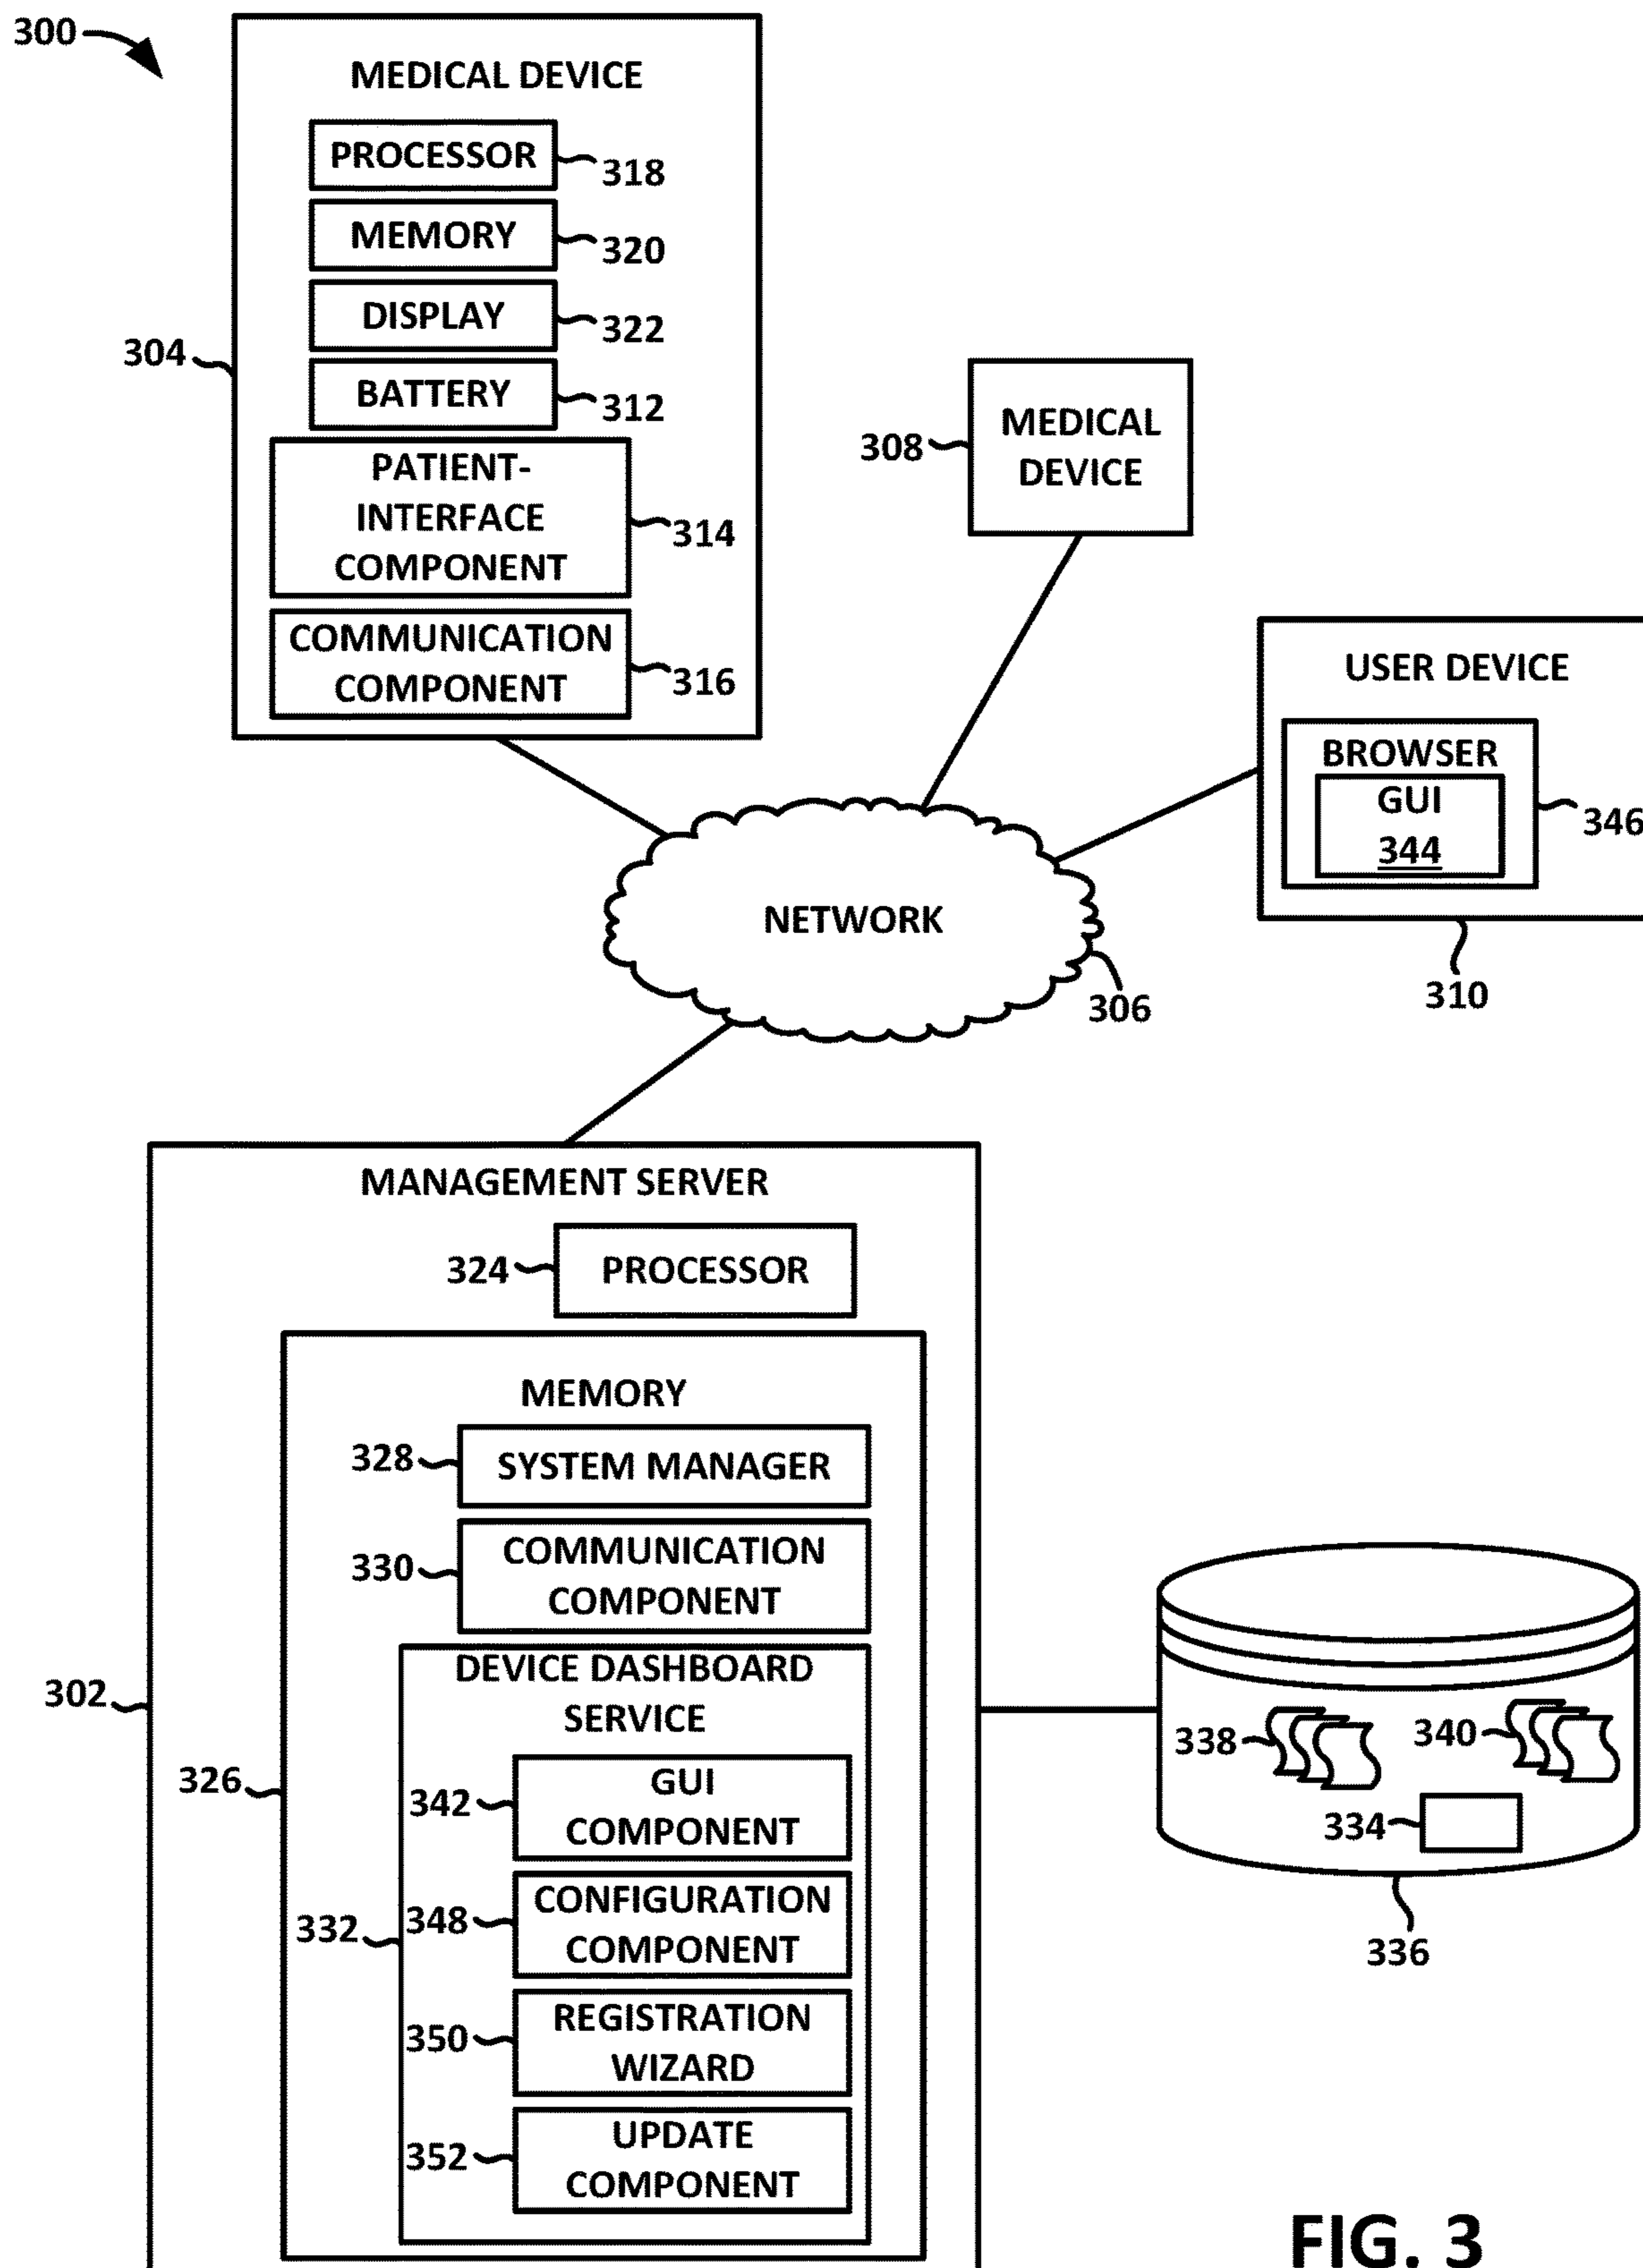 300
MEDICAL DEVICE
PROCESSOR
318
MEMORY
320
DISPLAY
322
304
BATTERY
312
PATIENT-
INTERFACE
COMPONENT
314
COMMUNICATION
COMPONENT
316
308
MEDICAL
DEVICE
USER DEVICE
BROWSER
GUI
344
346
310
NETWORK
306
MANAGEMENT SERVER
324
PROCESSOR
MEMORY
328
SYSTEM MANAGER
330
COMMUNICATION
COMPONENT
302
DEVICE DASHBOARD
SERVICE
326
342
GUI
COMPONENT
332
348
CONFIGURATION
COMPONENT
350
REGISTRATION
WIZARD
352
UPDATE
COMPONENT
338
340
334
336
FIG. 3